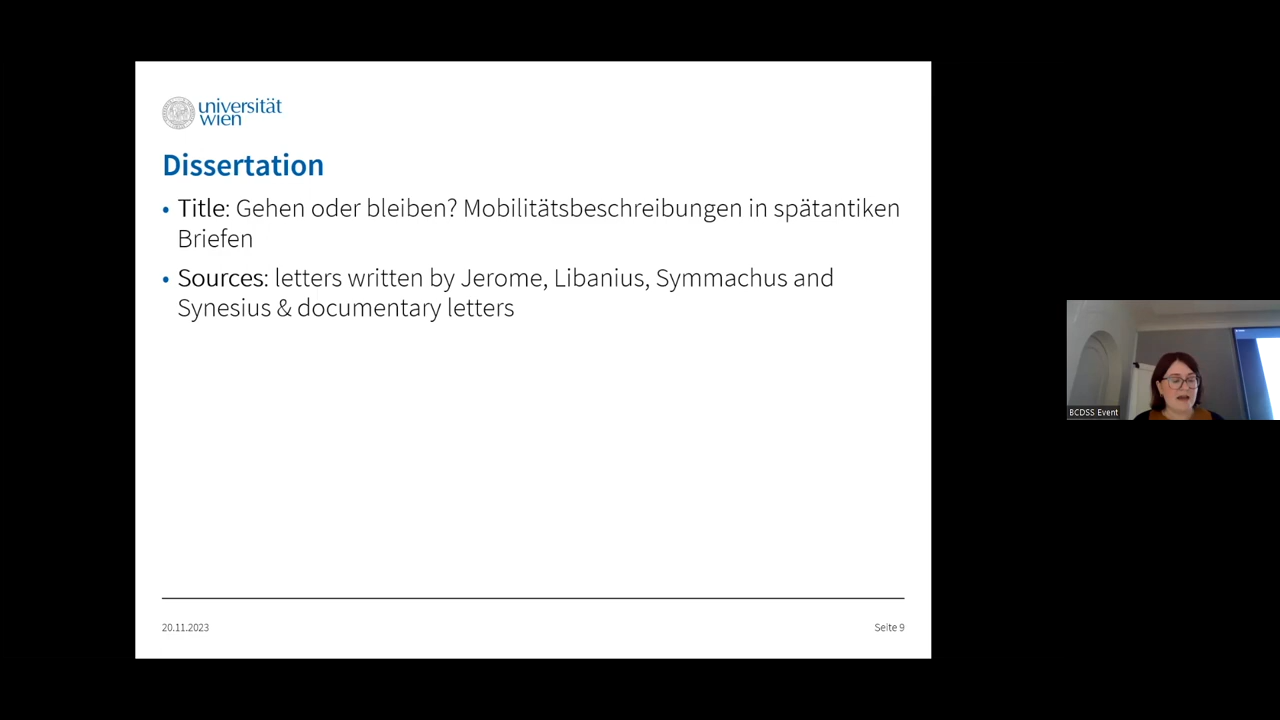 universität
wien
Dissertation
• Title: Gehen oder bleiben? Mobilitätsbeschreibungen in spätantiken
Briefen
• Sources: letters written by Jerome, Libanius, Symmachus and
Synesius & documentary letters
BCDSS Event
20.11.2023
Seite 9